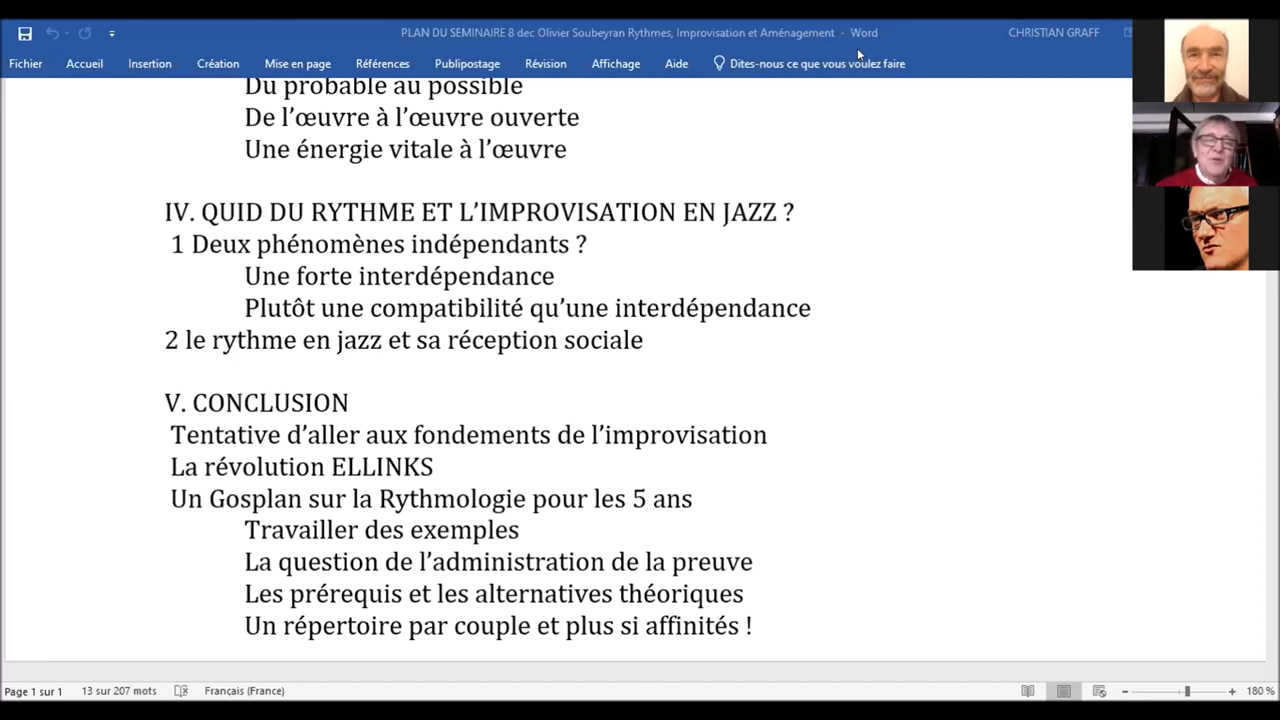 PLAN DU SEMINAIRE 8 dec Olivier Soubeyran Rythmes, Improvisation et Aménagement - Word
CHRISTIAN GRAFF
Fichier Accueil Insertion Création Mise en page Références Publipostage Révision Affichage Aide Dites-nous ce que vous voulez faire
Du probable au possible
De l’œuvre à l’œuvre ouverte
Une énergie vitale à l’œuvre
IV. QUID DU RYTHME ET L’IMPROVISATION EN JAZZ ?
1 Deux phénomènes indépendants ?
Une forte interdépendance
Plutôt une compatibilité qu’une interdépendance
2 le rythme en jazz et sa réception sociale
V. CONCLUSION
Tentative d’aller aux fondements de l’improvisation
La révolution ELLINKS
Un Gosplan sur la Rythmologie pour les 5 ans
Travailler des exemples
La question de l’administration de la preuve
Les prérequis et les alternatives théoriques
Un répertoire par couple et plus si affinités !
Page 1 sur 1 13 sur 207 mots Français (France) 180 %